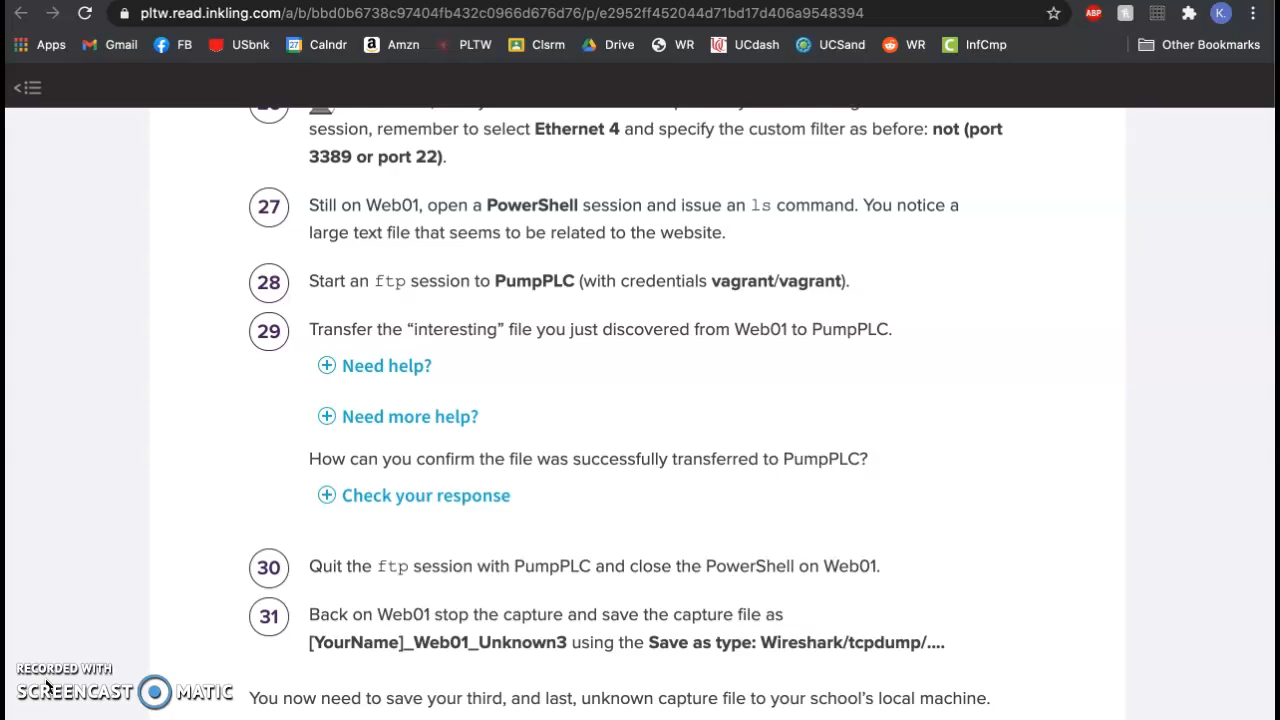 pltw.read.inkling.com/a/b/bbd0b6738c97404fb432c0966d676d76/p/e2952ff452044d71bd17d406a9548394
ABP
K.
Apps Gmail FB USbnk 27 Calndr Amzn PLTW Clsrm Drive WR UCdash UCSand WR InfCmp Other Bookmarks
session, remember to select Ethernet 4 and specify the custom filter as before: not (port
3389 or port 22).
27 Still on Web01, open a PowerShell session and issue an ls command. You notice a
large text file that seems to be related to the website.
28 Start an ftp session to PumpPLC (with credentials vagrant/vagrant).
29 Transfer the “interesting” file you just discovered from Web01 to PumpPLC.
Need help?
Need more help?
How can you confirm the file was successfully transferred to PumpPLC?
Check your response
30 Quit the ftp session with PumpPLC and close the PowerShell on Web01.
31 Back on Web01 stop the capture and save the capture file as
[YourName]_Web01_Unknown3 using the Save as type: Wireshark/tcpdump/....
You now need to save your third, and last, unknown capture file to your school’s local machine.
RECORDED WITH
SCREENCAST MATIC